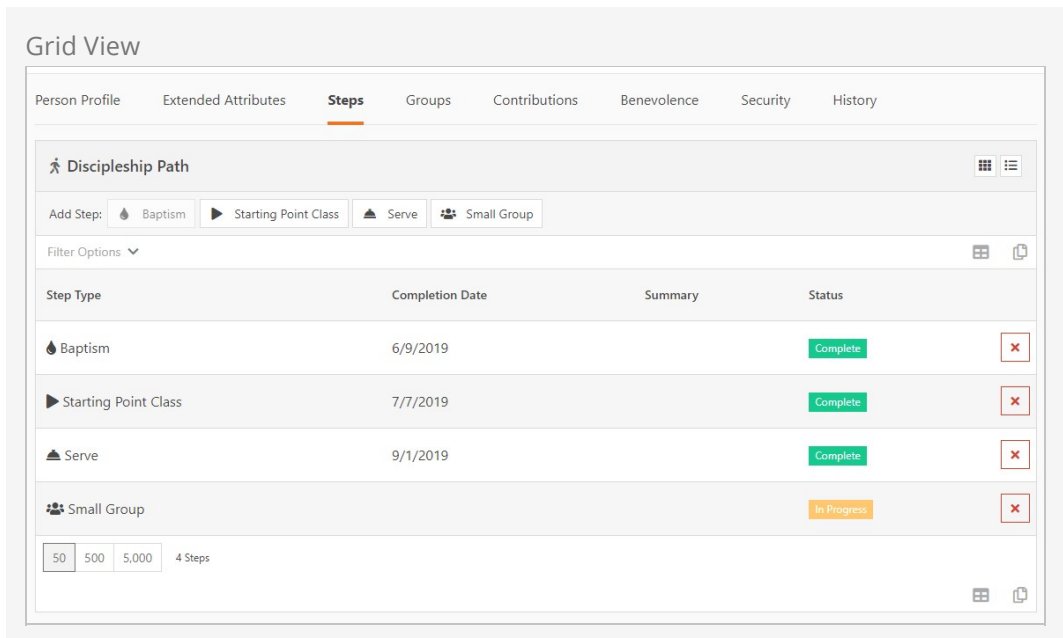 Grid View
Person Profile Extended Attributes Steps Groups Contributions Benevolence Security History
Discipleship Path
Add Step: Baptism Starting Point Class Serve Small Group
Filter Options
Step Type Completion Date Summary Status
Baptism 6/9/2019 Complete
Starting Point Class 7/7/2019 Complete
Serve 9/1/2019 Complete
Small Group In Progress
50 500 5,000 4 Steps